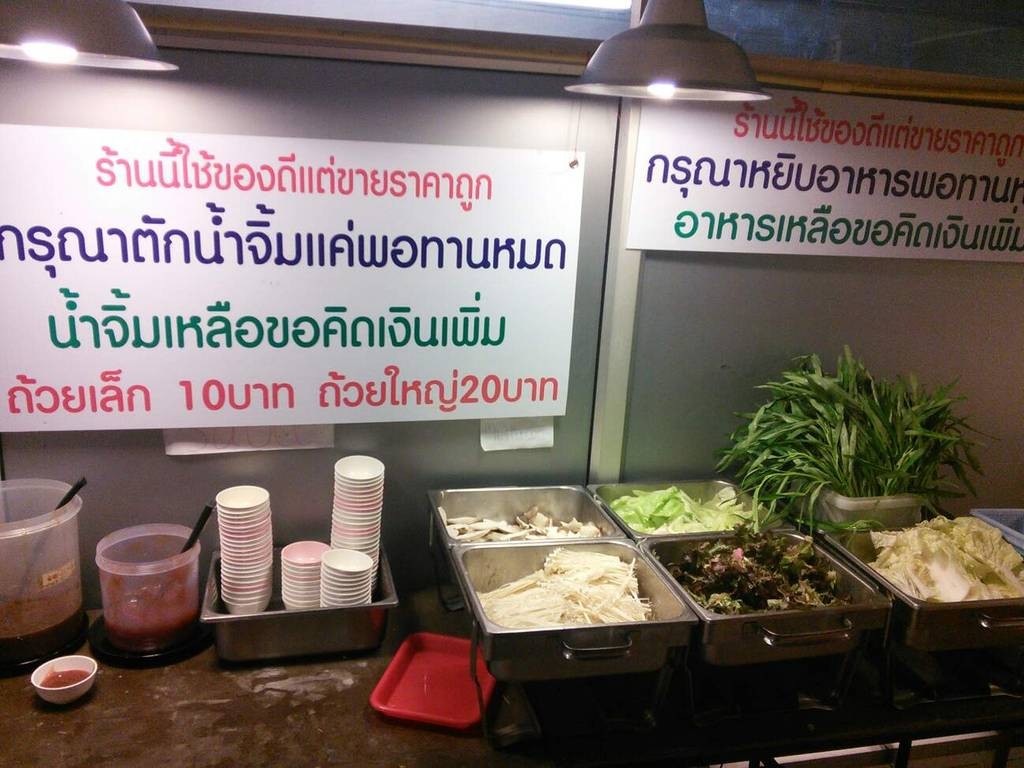 ร้านนี้ใช้ของดีแต่ขายราคาถูก
กรุณาตักน้ำจิ้มแค่พอทานหมด
น้ำจิ้มเหลือขอคิดเงินเพิ่ม
ถ้วยเล็ก 10บาท ถ้วยใหญ่20บาท
ร้านนี้ใช้ของดีแต่ขายราคาถูก
กรุณาหยิบอาหารพอทาน
อาหารเหลือขอคิดเงินเพิ่ม